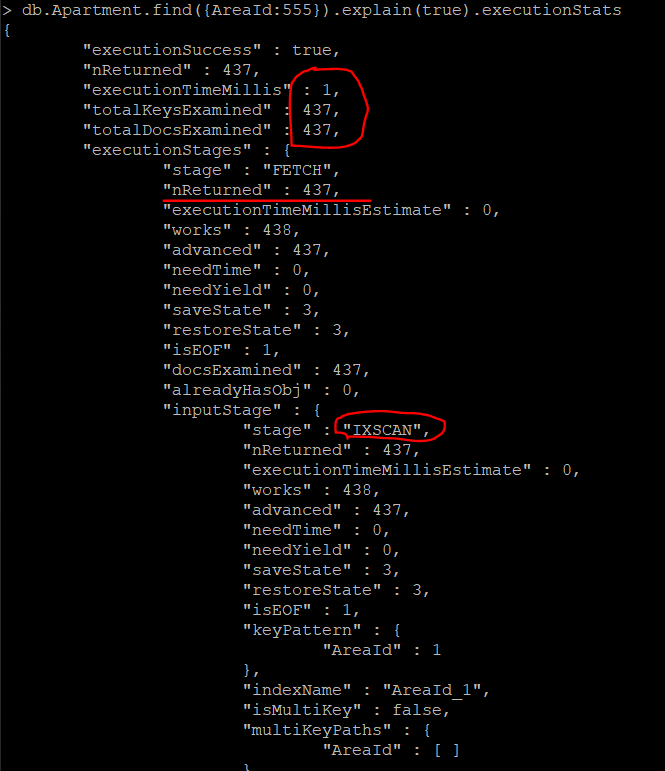 > db.Apartment.find({AreaId:555}).explain(true).executionStats
{
"executionSuccess" : true,
"nReturned" : 437,
"executionTimeMillis" : 1,
"totalKeysExamined" : 437,
"totalDocsExamined" : 437,
"executionStages" : {
"stage" : "FETCH",
"nReturned" : 437,
"executionTimeMillisEstimate" : 0,
"works" : 438,
"advanced" : 437,
"needTime" : 0,
"needYield" : 0,
"saveState" : 3,
"restoreState" : 3,
"isEOF" : 1,
"docsExamined" : 437,
"alreadyHasObj" : 0,
"inputStage" : {
"stage" : "IXSCAN",
"nReturned" : 437,
"executionTimeMillisEstimate" : 0,
"works" : 438,
"advanced" : 437,
"needTime" : 0,
"needYield" : 0,
"saveState" : 3,
"restoreState" : 3,
"isEOF" : 1,
"keyPattern" : {
"AreaId" : 1
},
"indexName" : "AreaId_1",
"isMultiKey" : false,
"multiKeyPaths" : {
"AreaId" : [ ]
}